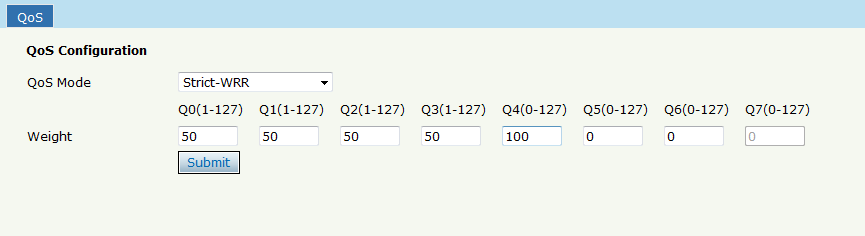 QoS
QoS Configuration
QoS Mode Strict-WRR
Q0(1-127) Q1(1-127) Q2(1-127) Q3(1-127) Q4(0-127) Q5(0-127) Q6(0-127) Q7(0-127)
Weight 50 50 50 50 100 0 0 0
Submit